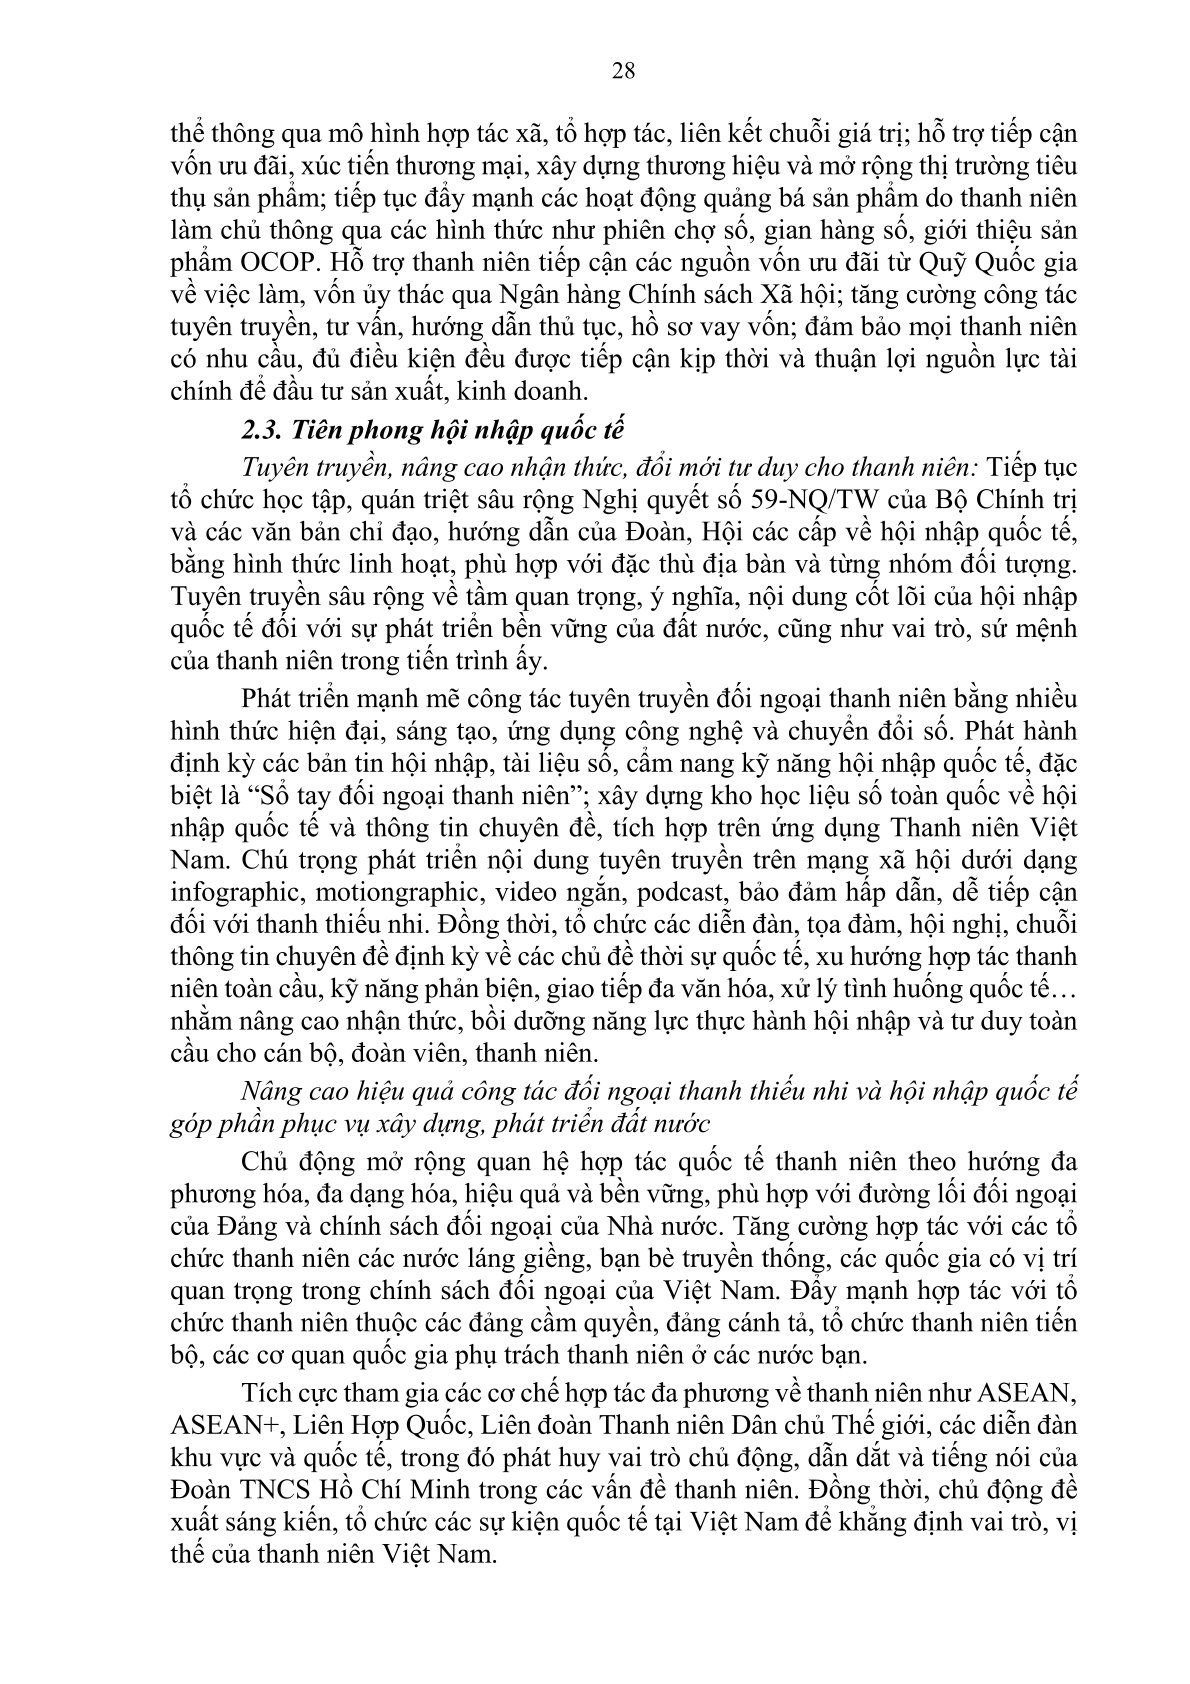 28
thể thông qua mô hình hợp tác xã, tổ hợp tác, liên kết chuỗi giá trị; hỗ trợ tiếp cận
vốn ưu đãi, xúc tiến thương mại, xây dựng thương hiệu và mở rộng thị trường tiêu
thụ sản phẩm; tiếp tục đẩy mạnh các hoạt động quảng bá sản phẩm do thanh niên
làm chủ thông qua các hình thức như phiên chợ số, gian hàng số, giới thiệu sản
phẩm OCOP. Hỗ trợ thanh niên tiếp cận các nguồn vốn ưu đãi từ Quỹ Quốc gia
về việc làm, vốn ủy thác qua Ngân hàng Chính sách Xã hội; tăng cường công tác
tuyên truyền, tư vấn, hướng dẫn thủ tục, hồ sơ vay vốn; đảm bảo mọi thanh niên
có nhu cầu, đủ điều kiện đều được tiếp cận kịp thời và thuận lợi nguồn lực tài
chính để đầu tư sản xuất, kinh doanh.
2.3. Tiên phong hội nhập quốc tế
Tuyên truyền, nâng cao nhận thức, đổi mới tư duy cho thanh niên: Tiếp tục
tổ chức học tập, quán triệt sâu rộng Nghị quyết số 59-NQ/TW của Bộ Chính trị
và các văn bản chỉ đạo, hướng dẫn của Đoàn, Hội các cấp về hội nhập quốc tế,
bằng hình thức linh hoạt, phù hợp với đặc thù địa bàn và từng nhóm đối tượng.
Tuyên truyền sâu rộng về tầm quan trọng, ý nghĩa, nội dung cốt lõi của hội nhập
quốc tế đối với sự phát triển bền vững của đất nước, cũng như vai trò, sứ mệnh
của thanh niên trong tiến trình ấy.
Phát triển mạnh mẽ công tác tuyên truyền đối ngoại thanh niên bằng nhiều
hình thức hiện đại, sáng tạo, ứng dụng công nghệ và chuyển đổi số. Phát hành
định kỳ các bản tin hội nhập, tài liệu số, cẩm nang kỹ năng hội nhập quốc tế, đặc
biệt là “Sổ tay đối ngoại thanh niên”; xây dựng kho học liệu số toàn quốc về hội
nhập quốc tế và thông tin chuyên đề, tích hợp trên ứng dụng Thanh niên Việt
Nam. Chú trọng phát triển nội dung tuyên truyền trên mạng xã hội dưới dạng
infographic, motiongraphic, video ngắn, podcast, bảo đảm hấp dẫn, dễ tiếp cận
đối với thanh thiếu nhi. Đồng thời, tổ chức các diễn đàn, tọa đàm, hội nghị, chuỗi
thông tin chuyên đề định kỳ về các chủ đề thời sự quốc tế, xu hướng hợp tác thanh
niên toàn cầu, kỹ năng phản biện, giao tiếp đa văn hóa, xử lý tình huống quốc tế…
nhằm nâng cao nhận thức, bồi dưỡng năng lực thực hành hội nhập và tư duy toàn
cầu cho cán bộ, đoàn viên, thanh niên.
Nâng cao hiệu quả công tác đối ngoại thanh thiếu nhi và hội nhập quốc tế
góp phần phục vụ xây dựng, phát triển đất nước
Chủ động mở rộng quan hệ hợp tác quốc tế thanh niên theo hướng đa
phương hóa, đa dạng hóa, hiệu quả và bền vững, phù hợp với đường lối đối ngoại
của Đảng và chính sách đối ngoại của Nhà nước. Tăng cường hợp tác với các tổ
chức thanh niên các nước láng giềng, bạn bè truyền thống, các quốc gia có vị trí
quan trọng trong chính sách đối ngoại của Việt Nam. Đẩy mạnh hợp tác với tổ
chức thanh niên thuộc các đảng cầm quyền, đảng cánh tả, tổ chức thanh niên tiến
bộ, các cơ quan quốc gia phụ trách thanh niên ở các nước bạn.
Tích cực tham gia các cơ chế hợp tác đa phương về thanh niên như ASEAN,
ASEAN+, Liên Hợp Quốc, Liên đoàn Thanh niên Dân chủ Thế giới, các diễn đàn
khu vực và quốc tế, trong đó phát huy vai trò chủ động, dẫn dắt và tiếng nói của
Đoàn TNCS Hồ Chí Minh trong các vấn đề thanh niên. Đồng thời, chủ động đề
xuất sáng kiến, tổ chức các sự kiện quốc tế tại Việt Nam để khẳng định vai trò, vị
thế của thanh niên Việt Nam.